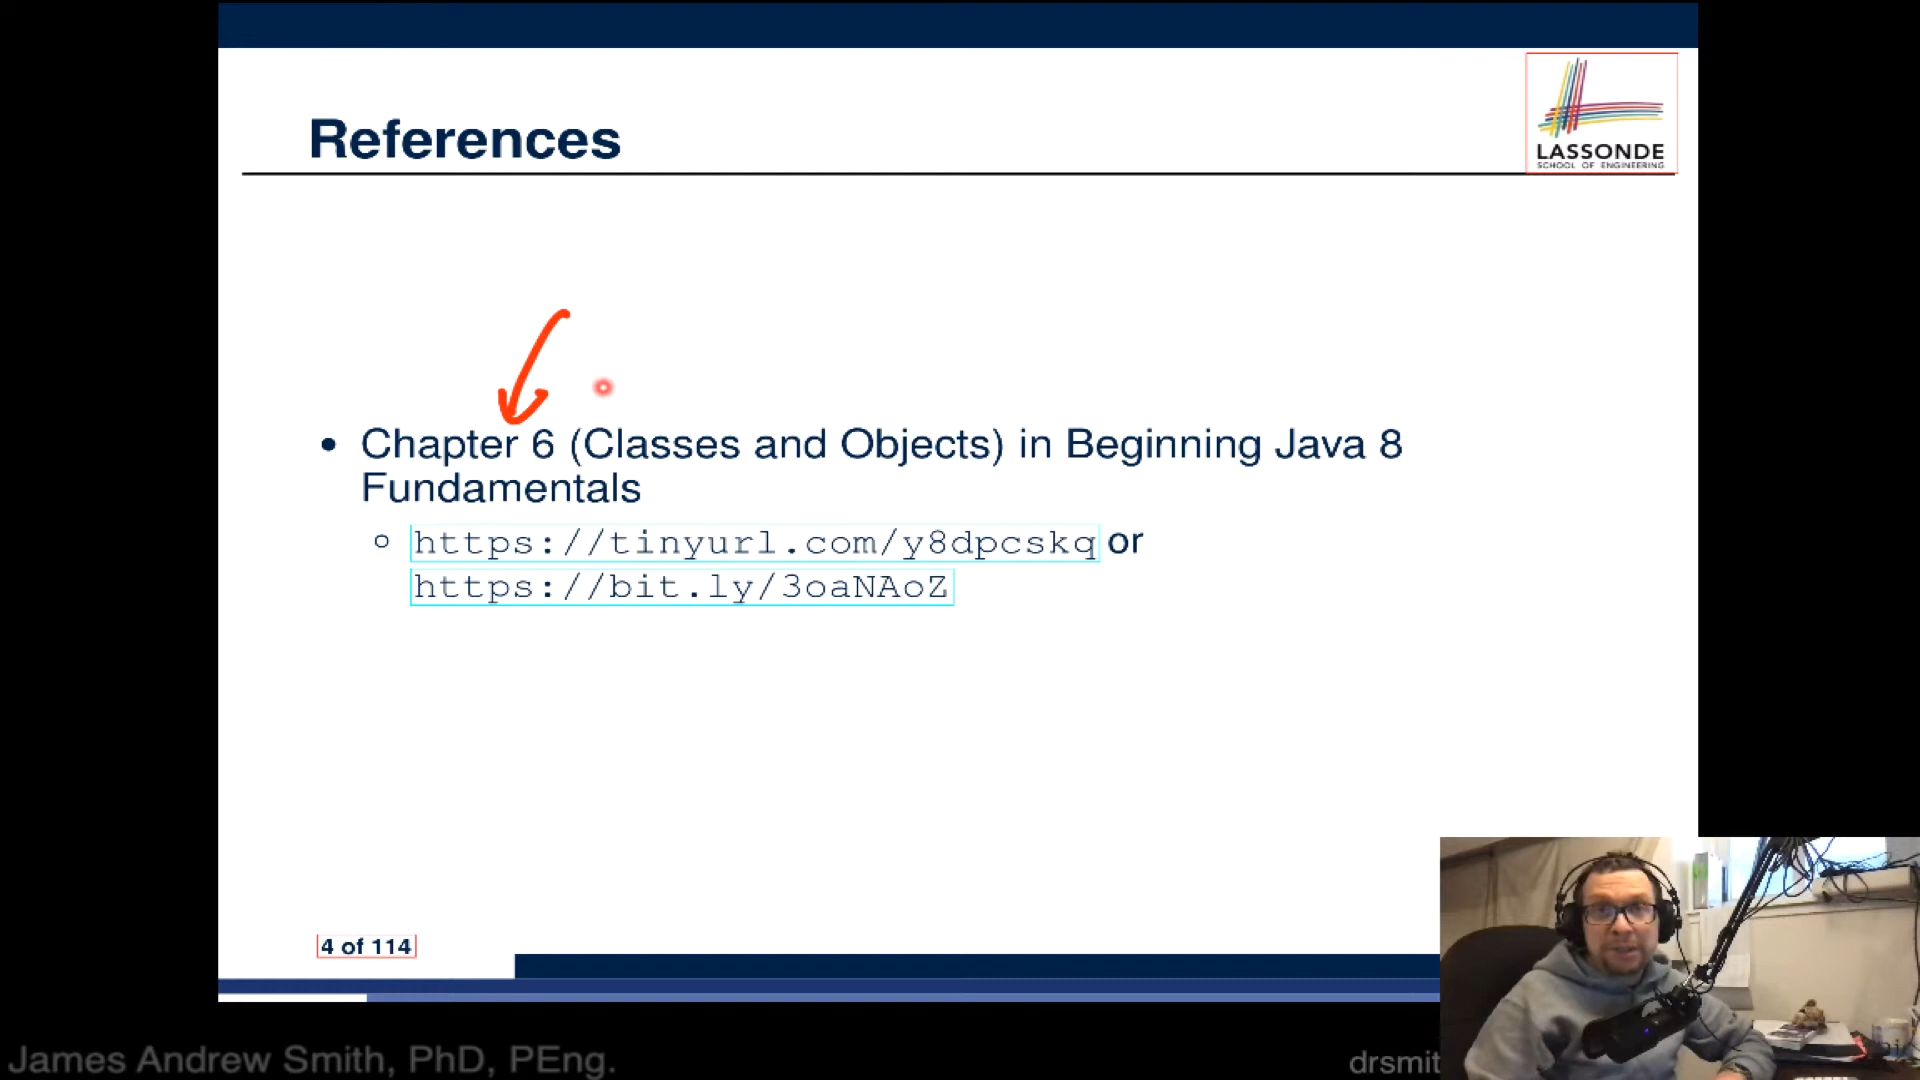 References
LASSONDE
SCHOOL OF ENGINEERING
• Chapter 6 (Classes and Objects) in Beginning Java 8
Fundamentals
○ https://tinyurl.com/y8dpcskq or
https://bit.ly/3oaNAoZ
4 of 114
James Andrew Smith, PhD, PEng.
drsmit